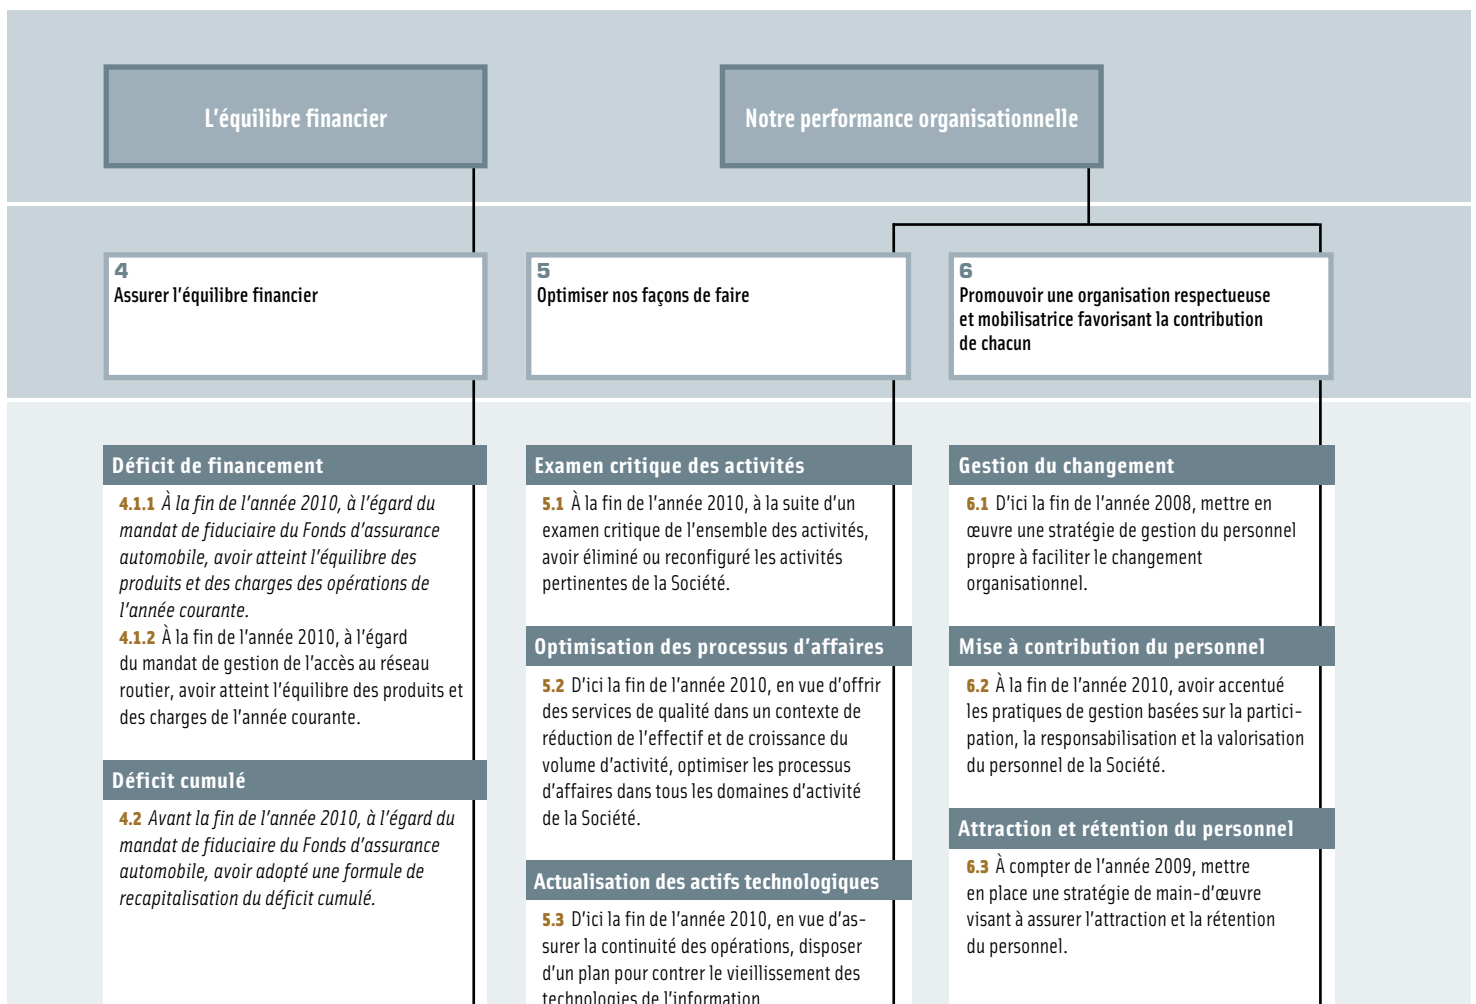 L'équilibre financier
Notre performance organisationnelle
4
Assurer l'équilibre financier
5
Optimiser nos façons de faire
6
Promouvoir une organisation respectueuse
et mobilisatrice favorisant la contribution
de chacun
Déficit de financement
4.1.1 À la fin de l'année 2010, à l'égard du
mandat de fiduciaire du Fonds d'assurance
automobile, avoir atteint l'équilibre des
produits et des charges des opérations de
l'année courante.
4.1.2 À la fin de l'année 2010, à l'égard
du mandat de gestion de l'accès au réseau
routier, avoir atteint l'équilibre des produits et
des charges de l'année courante.
Déficit cumulé
4.2 Avant la fin de l'année 2010, à l'égard du
mandat de fiduciaire du Fonds d'assurance
automobile, avoir adopté une formule de
recapitalisation du déficit cumulé.
Examen critique des activités
5.1 À la fin de l'année 2010, à la suite d'un
examen critique de l'ensemble des activités,
avoir éliminé ou reconfiguré les activités
pertinentes de la Société.
Optimisation des processus d'affaires
5.2 D'ici la fin de l'année 2010, en vue d'offrir
des services de qualité dans un contexte de
réduction de l'effectif et de croissance du
volume d'activité, optimiser les processus
d'affaires dans tous les domaines d'activité
de la Société.
Actualisation des actifs technologiques
5.3 D'ici la fin de l'année 2010, en vue d'as-
surer la continuité des opérations, disposer
d'un plan pour contrer le vieillissement des
technologies de l'information
Gestion du changement
6.1 D'ici la fin de l'année 2008, mettre en
œuvre une stratégie de gestion du personnel
propre à faciliter le changement
organisationnel.
Mise à contribution du personnel
6.2 À la fin de l'année 2010, avoir accentué
les pratiques de gestion basées sur la partici-
pation, la responsabilisation et la valorisation
du personnel de la Société.
Attraction et rétention du personnel
6.3 À compter de l'année 2009, mettre
en place une stratégie de main-d'œuvre
visant à assurer l'attraction et la rétention
du personnel.